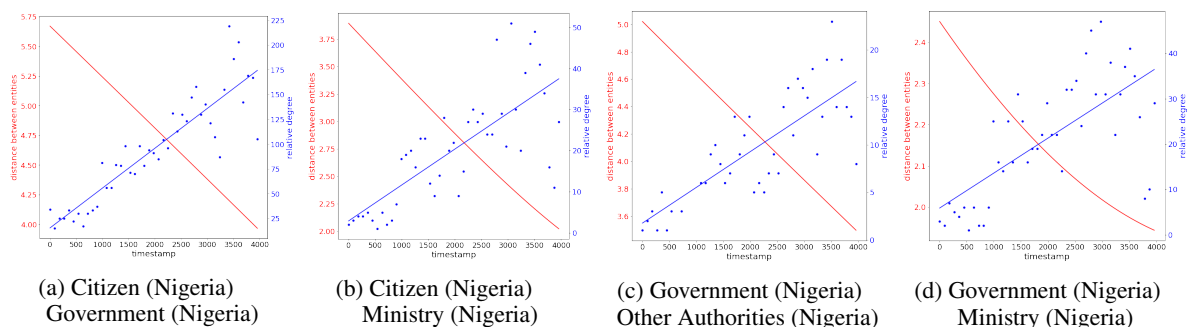 5.75
5.50
5.25
5.00
4.75
4.50
4.25
4.00
distance between entities
0 500 1000 1500 2000 2500 3000 3500 4000
timestamp
225
200
175
150
125
100
75
50
25
relative degree
(a) Citizen (Nigeria)
Government (Nigeria)
3.75
3.50
3.25
3.00
2.75
2.50
2.25
2.00
distance between entities
0 500 1000 1500 2000 2500 3000 3500 4000
timestamp
50
40
30
20
10
0
relative degree
(b) Citizen (Nigeria)
Ministry (Nigeria)
5.0
4.8
4.6
4.4
4.2
4.0
3.8
3.6
distance between entities
0 500 1000 1500 2000 2500 3000 3500 4000
timestamp
20
15
10
5
0
relative degree
(c) Government (Nigeria)
Other Authorities (Nigeria)
2.4
2.3
2.2
2.1
2.0
distance between entities
0 500 1000 1500 2000 2500 3000 3500 4000
timestamp
40
30
20
10
0
relative degree
(d) Government (Nigeria)
Ministry (Nigeria)